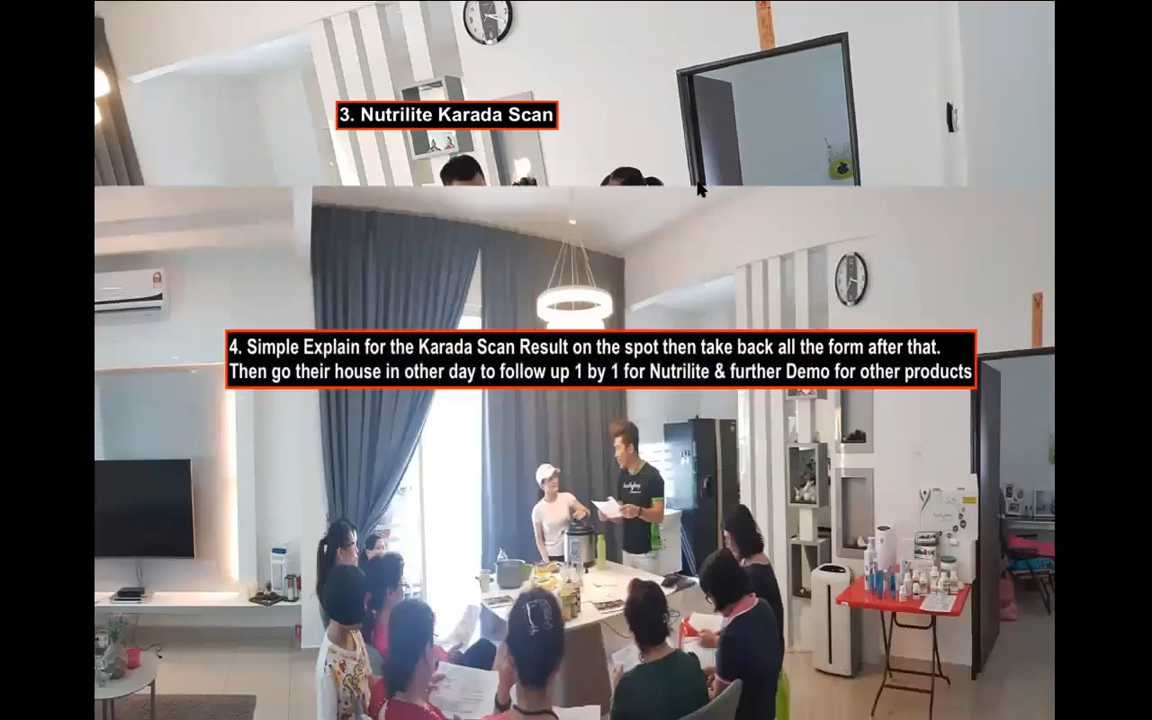 3. Nutrilite Karada Scan
4. Simple Explain for the Karada Scan Result on the spot then take back all the form after that.
Then go their house in other day to follow up 1 by 1 for Nutrilite & further Demo for other products